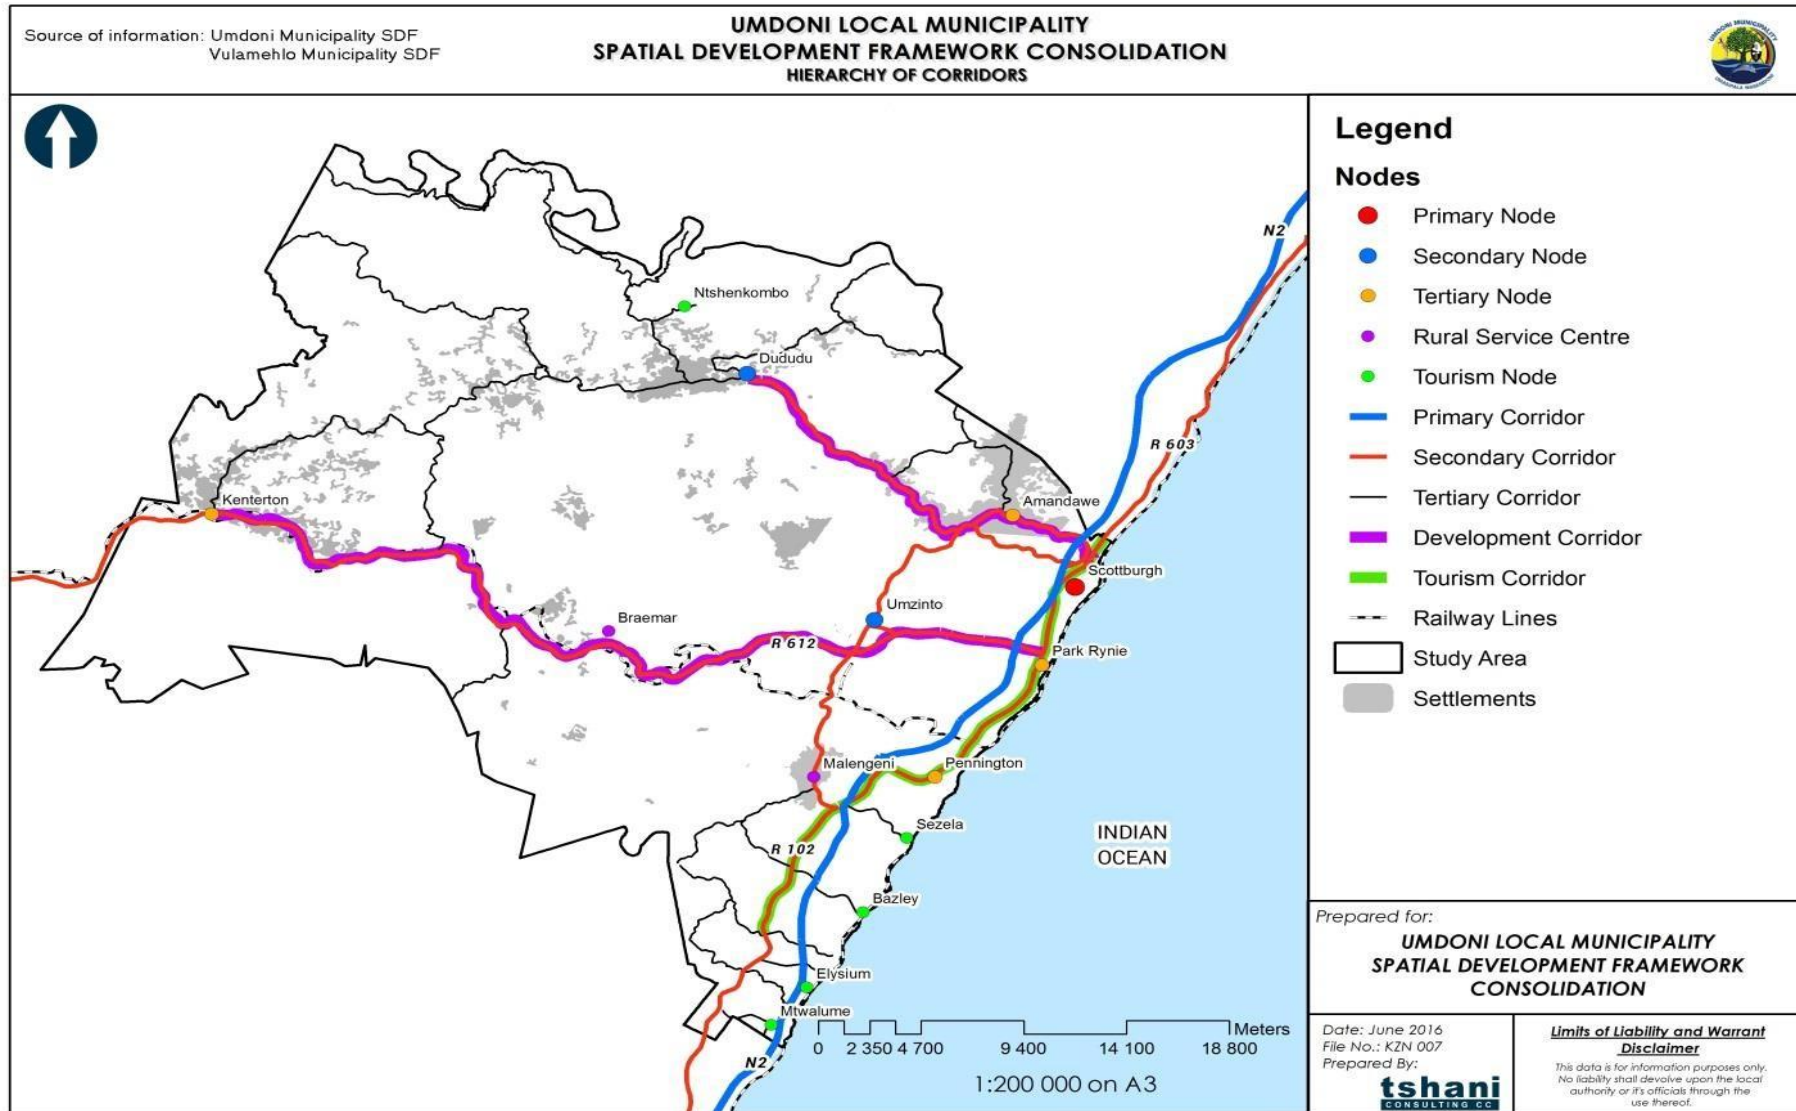 Source of information: Umdoni Municipality SDF
Vulamehlo Municipality SDF
UMDONI LOCAL MUNICIPALITY
SPATIAL DEVELOPMENT FRAMEWORK CONSOLIDATION
HIERARCHY OF CORRIDORS
UMDONI MUNICIPALITY
N2
Ntshenkombo
Dududu
R 603
Kenterton
Amandawe
Scottburgh
Umzinto
Braemar
R 612
Park Rynie
Malengeni
Pennington
Sezela
INDIAN
OCEAN
R 102
Bazley
Elysium
Mtwalume
N2
Meters
0 2 350 4 700 9 400 14 100 18 800
1:200 000 on A3
Legend
Nodes
Primary Node
Secondary Node
Tertiary Node
Rural Service Centre
Tourism Node
Primary Corridor
Secondary Corridor
Tertiary Corridor
Development Corridor
Tourism Corridor
Railway Lines
Study Area
Settlements
Prepared for:
UMDONI LOCAL MUNICIPALITY
SPATIAL DEVELOPMENT FRAMEWORK
CONSOLIDATION
Date: June 2016
File No.: KZN 007
Prepared By:
tshani
CONSULTING CC
Limits of Liability and Warrant
Disclaimer
This data is for information purposes only.
No liability shall devolve upon the local
authority or it's officials through the
use thereof.